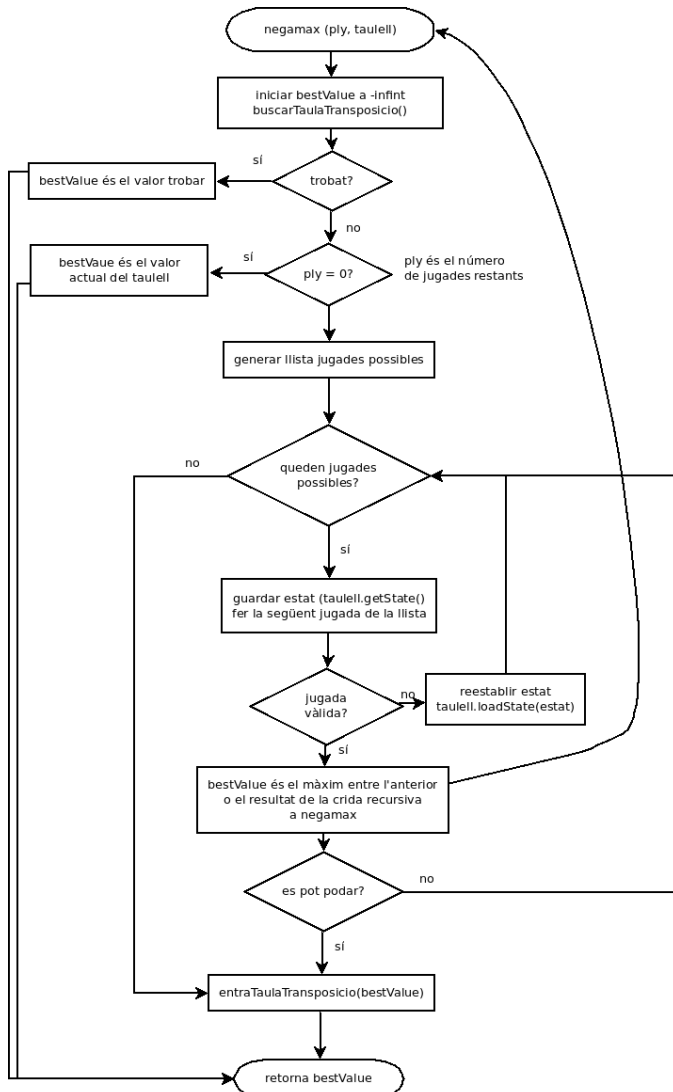 negamax (ply, taulell)
iniciar bestValue a -infint
buscarTaulaTransposicio()
sí
bestValue és el valor trobar
trobat?
no
bestVaue és el valor
actual del taulell
sí
ply = 0?
ply és el número
de jugades restants
generar llista jugades possibles
no
queden jugades
possibles?
sí
guardar estat (taulell.getState()
fer la següent jugada de la llista
jugada
vàlida?
no
reestablir estat
taulell.loadState(estat)
sí
bestValue és el màxim entre l'anterior
o el resultat de la crida recursiva
a negamax
es pot podar?
no
sí
entraTaulaTransposicio(bestValue)
retorna bestValue